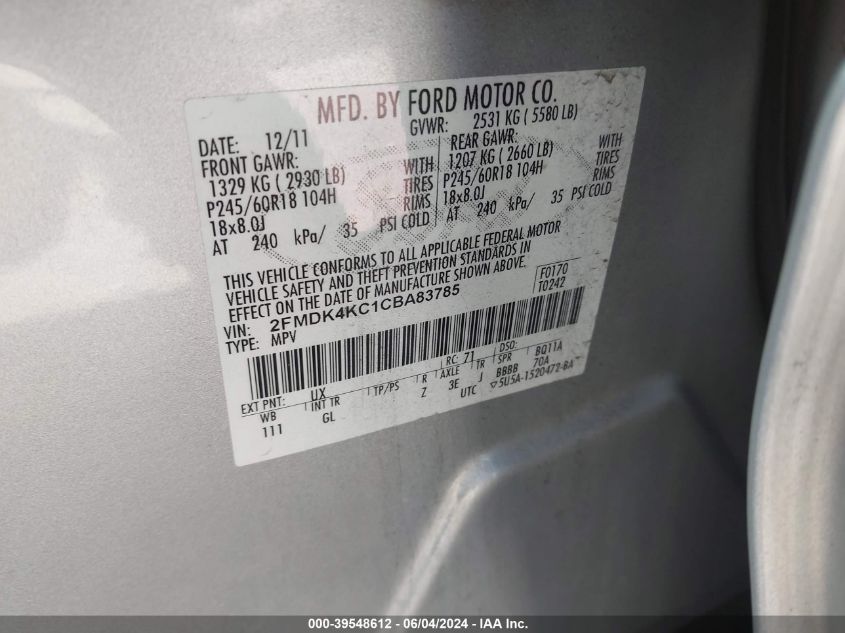 MFD. BY FORD MOTOR CO.
DATE: 12/11
GVWR: 2531 KG ( 5580 LB)
FRONT GAWR:
1329 KG ( 2930 LB) WITH
P245/60R18 104H TIRES
18x8.0J RIMS
AT 240 kPa/ 35 PSI COLD
REAR GAWR:
1207 KG ( 2660 LB) WITH
P245/60R18 104H TIRES
18x8.0J RIMS
AT 240 kPa/ 35 PSI COLD
THIS VEHICLE CONFORMS TO ALL APPLICABLE FEDERAL MOTOR
VEHICLE SAFETY AND THEFT PREVENTION STANDARDS IN
EFFECT ON THE DATE OF MANUFACTURE SHOWN ABOVE.
VIN: 2FMDK4KC1CBA83785
TYPE: MPV
F0170
T0242
EXT PNT: UX RC: 71 DSO:
WB INT TR TP/PS R AXLE TR SPR BQ11A
111 GL Z 3E J BBBB 70A
UTC ▽5U5A-1520472-BA
000-39548612 - 06/04/2024 - IAA Inc.